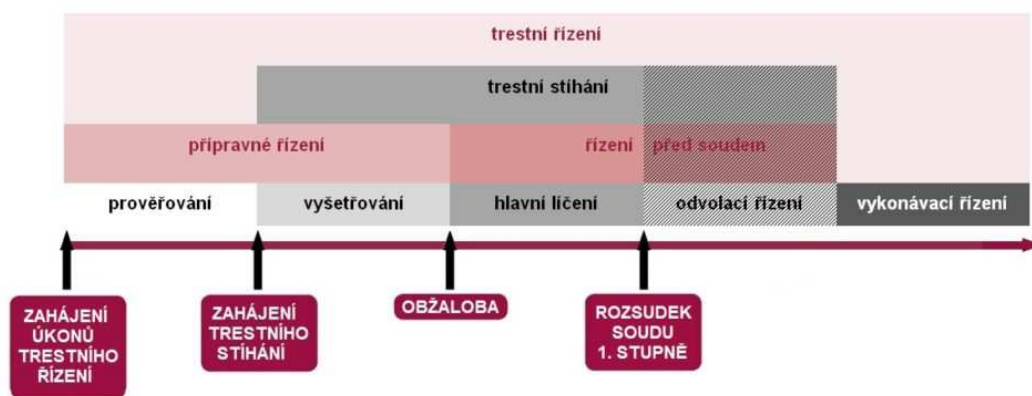 trestní řízení
trestní stíhání
přípravné řízení
řízení před soudem
prověřování
vyšetřování
hlavní líčení
odvolací řízení
vykonávací řízení
ZAHÁJENÍ
ÚKONŮ
TRESTNÍHO
ŘÍZENÍ
ZAHÁJENÍ
TRESTNÍHO
STÍHÁNÍ
OBŽALOBA
ROZSUDEK
SOUDU
1. STUPNĚ